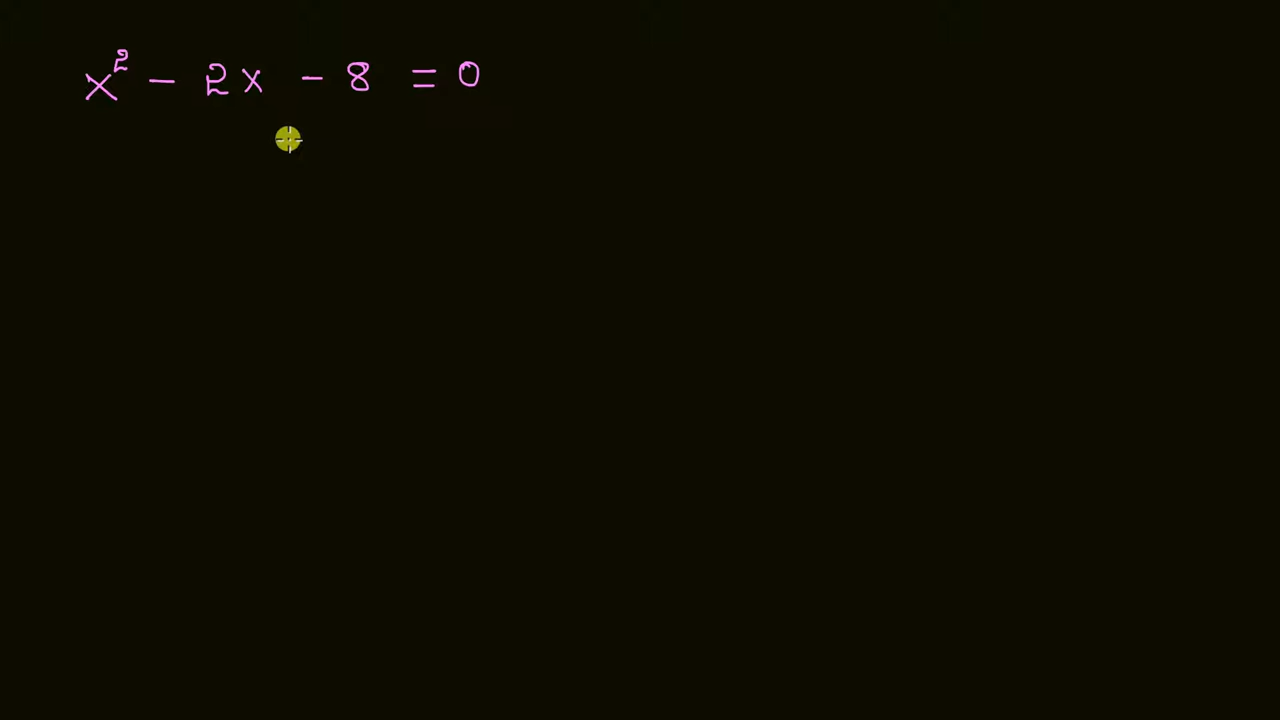 x² - 2x - 8 = 0